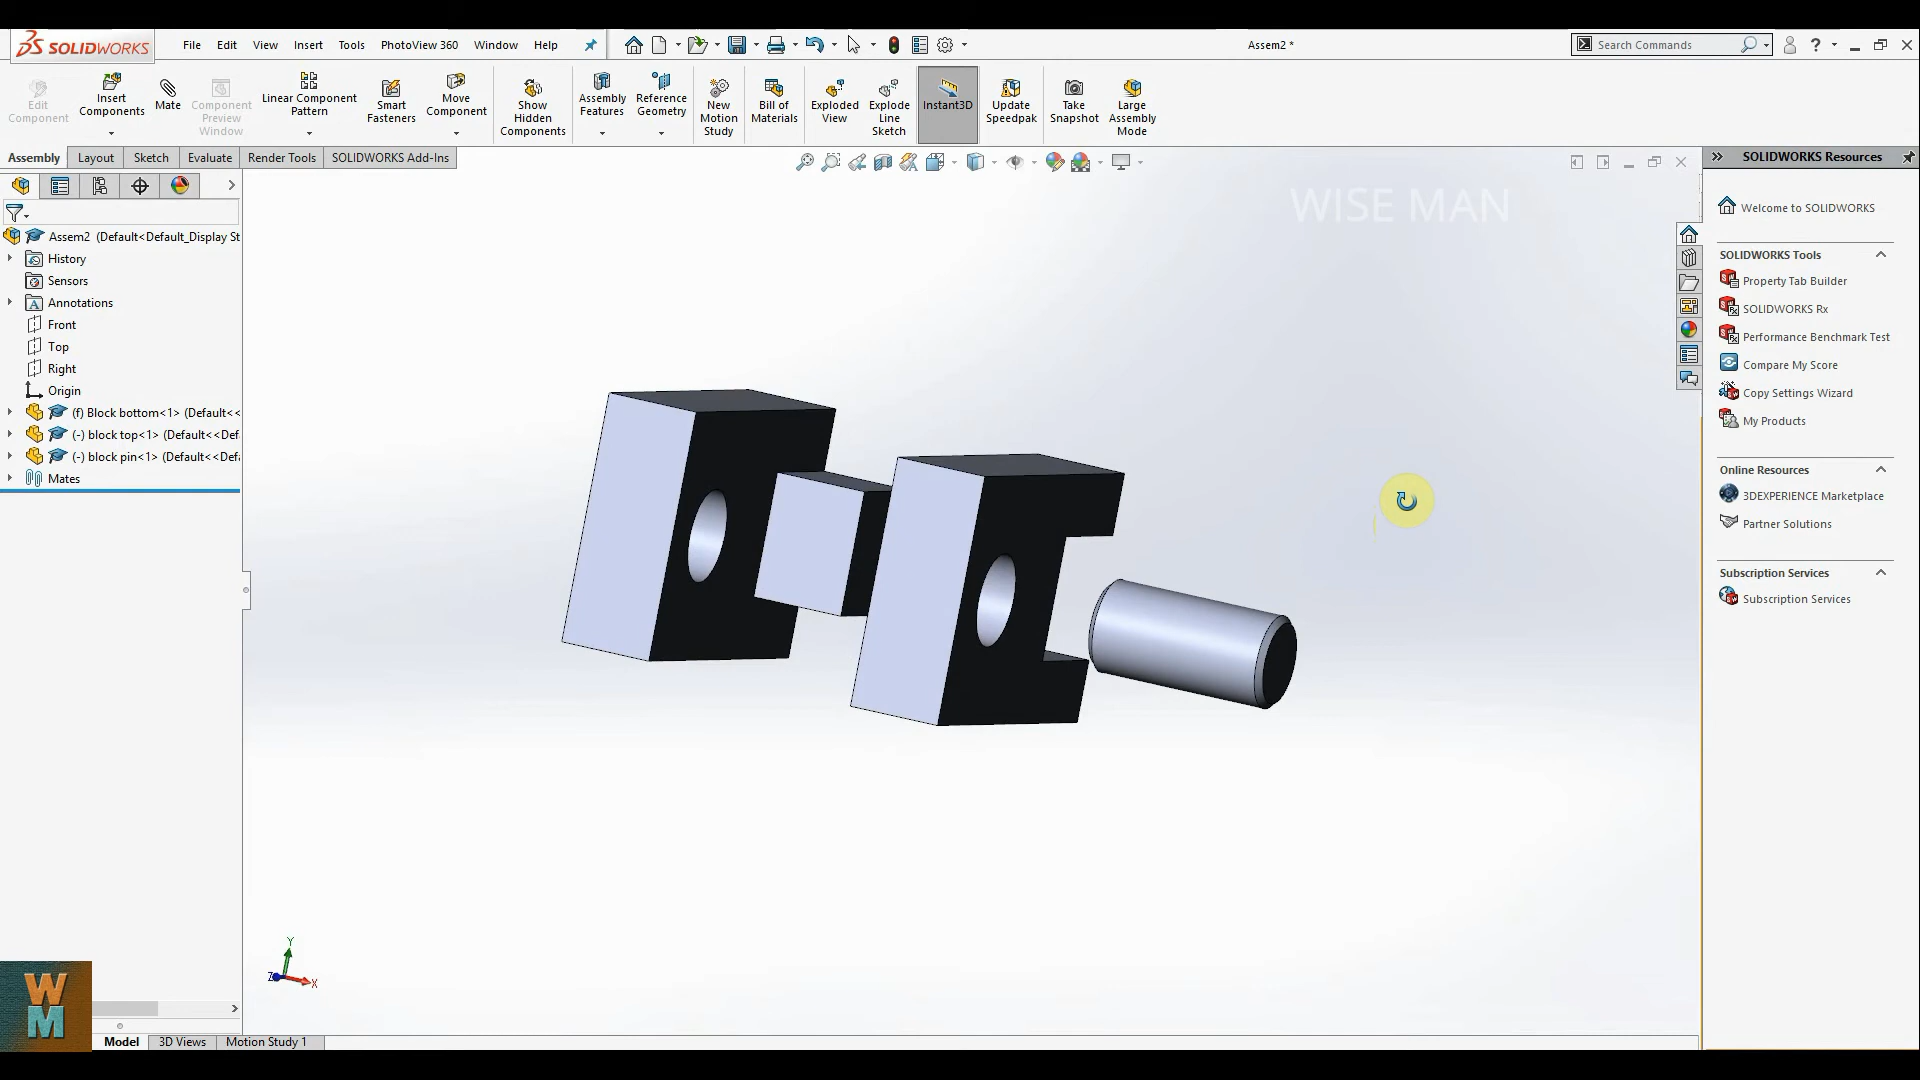 SOLIDWORKS File Edit View Insert Tools PhotoView 360 Window Help Assem2 * Search Commands ?
Edit Component
Insert Components
Mate
Component Preview Window
Linear Component Pattern
Smart Fasteners
Move Component
Show Hidden Components
Assembly Features
Reference Geometry
New Motion Study
Bill of Materials
Exploded View
Explode Line Sketch
Instant3D
Update Speedpak
Take Snapshot
Large Assembly Mode
Assembly Layout Sketch Evaluate Render Tools SOLIDWORKS Add-Ins
SOLIDWORKS Resources
WISE MAN
Assem2 (Default<Default_Display St
History
Sensors
A Annotations
Front
Top
Right
Origin
(f) Block bottom<1> (Default<<
(-) block top<1> (Default<<Def
(-) block pin<1> (Default<<Defa
Mates
Welcome to SOLIDWORKS
SOLIDWORKS Tools
Property Tab Builder
SOLIDWORKS Rx
Performance Benchmark Test
Compare My Score
Copy Settings Wizard
My Products
Online Resources
3DEXPERIENCE Marketplace
Partner Solutions
Subscription Services
Subscription Services
Y
Z
X
W
M
Model 3D Views Motion Study 1